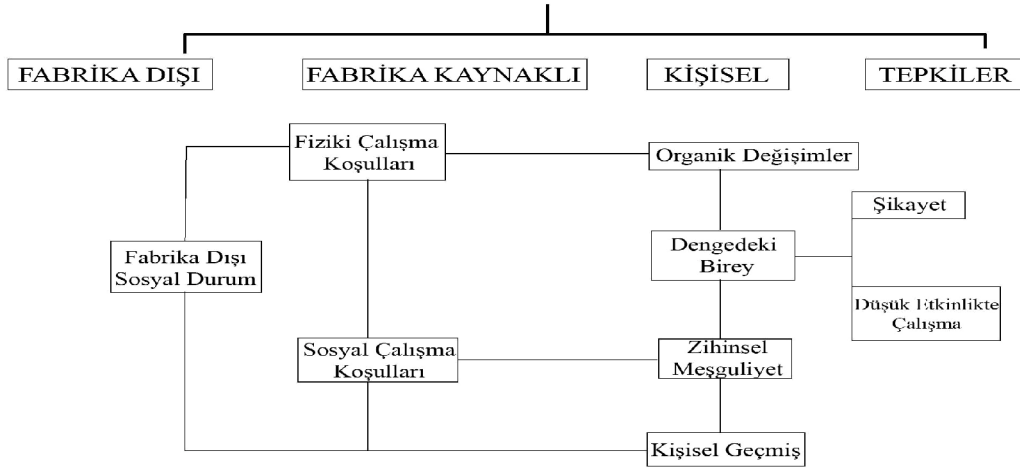 FABRİKA DIŞI
FABRİKA KAYNAKLI
KİŞİSEL
TEPKİLER
Fiziki Çalışma
Koşulları
Organik Değişimler
Şikayet
Fabrika Dışı
Sosyal Durum
Dengedeki
Birey
Düşük Etkinlikte
Çalışma
Sosyal Çalışma
Koşulları
Zihinsel
Meşguliyet
Kişisel Geçmiş